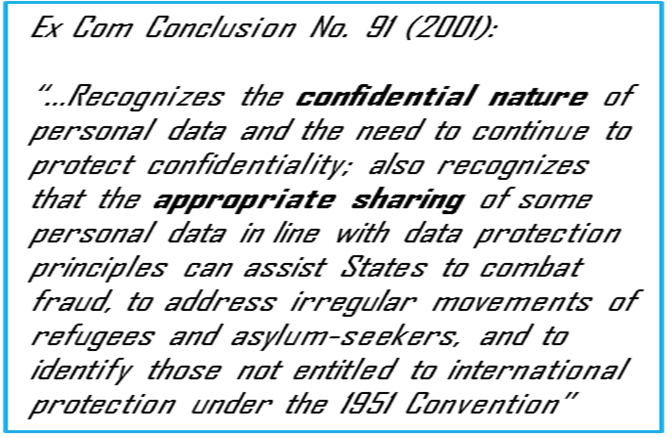 Ex Com Conclusion No. 91 (2001):
“...Recognizes the confidential nature of
personal data and the need to continue to
protect confidentiality; also recognizes
that the appropriate sharing of some
personal data in line with data protection
principles can assist States to combat
fraud, to address irregular movements of
refugees and asylum-seekers, and to
identify those not entitled to international
protection under the 1951 Convention”